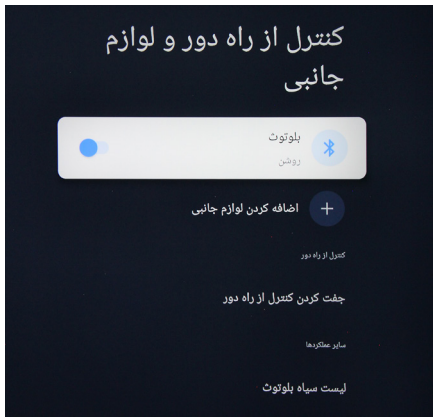 کنترل از راه دور و لوازم
جانبی
بلوتوث
روشن
اضافه کردن لوازم جانبی
کنترل از راه دور
جفت کردن کنترل از راه دور
سایر عملکردها
لیست سیاه بلوتوث